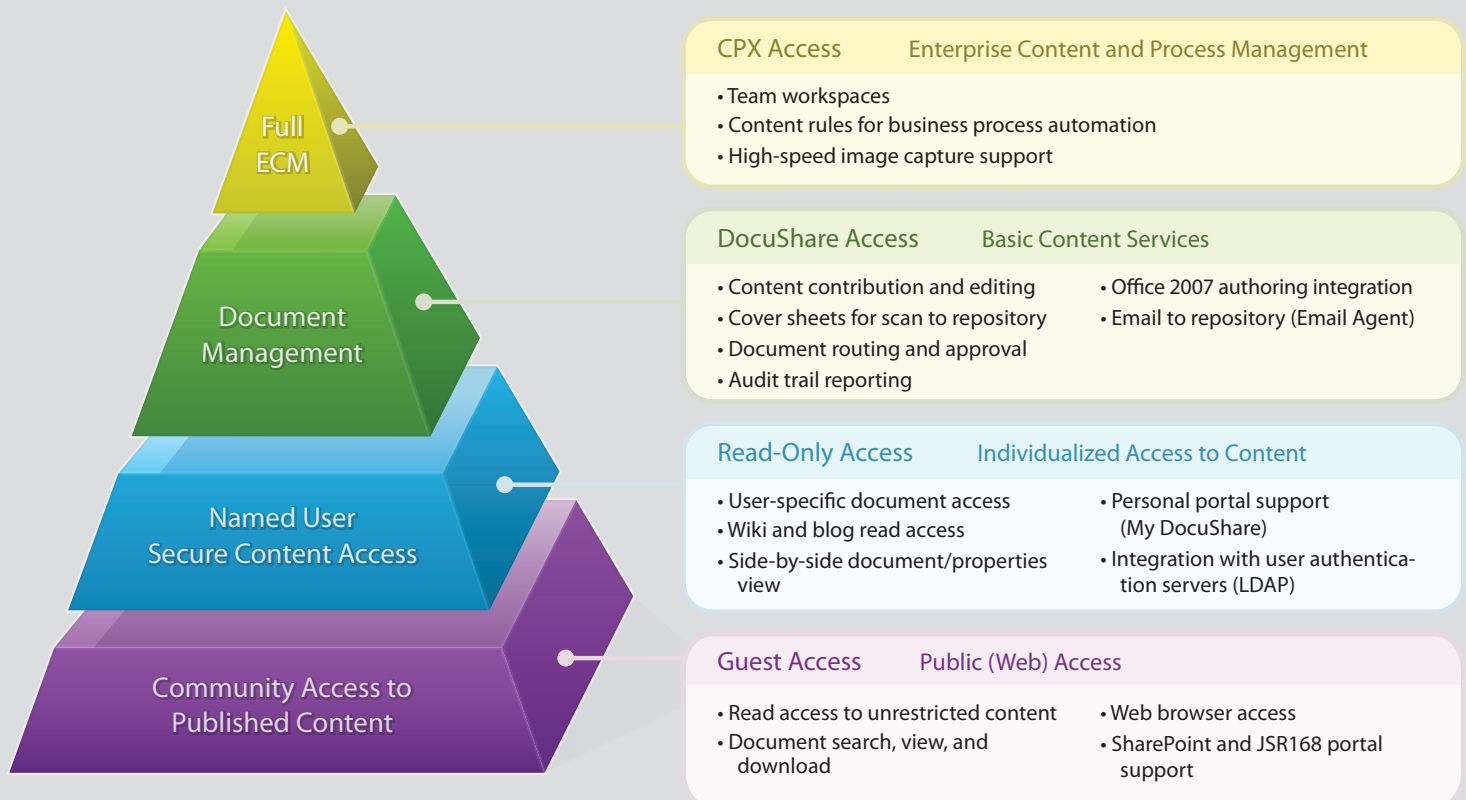 Full
ECM
CPX Access Enterprise Content and Process Management
• Team workspaces
• Content rules for business process automation
• High-speed image capture support
Document
Management
DocuShare Access Basic Content Services
• Content contribution and editing
• Cover sheets for scan to repository
• Document routing and approval
• Audit trail reporting
• Office 2007 authoring integration
• Email to repository (Email Agent)
Named User
Secure Content Access
Read-Only Access Individualized Access to Content
• User-specific document access
• Wiki and blog read access
• Side-by-side document/properties
view
• Personal portal support
(My DocuShare)
• Integration with user authentica-
tion servers (LDAP)
Community Access to
Published Content
Guest Access Public (Web) Access
• Read access to unrestricted content
• Document search, view, and
download
• Web browser access
• SharePoint and JSR168 portal
support